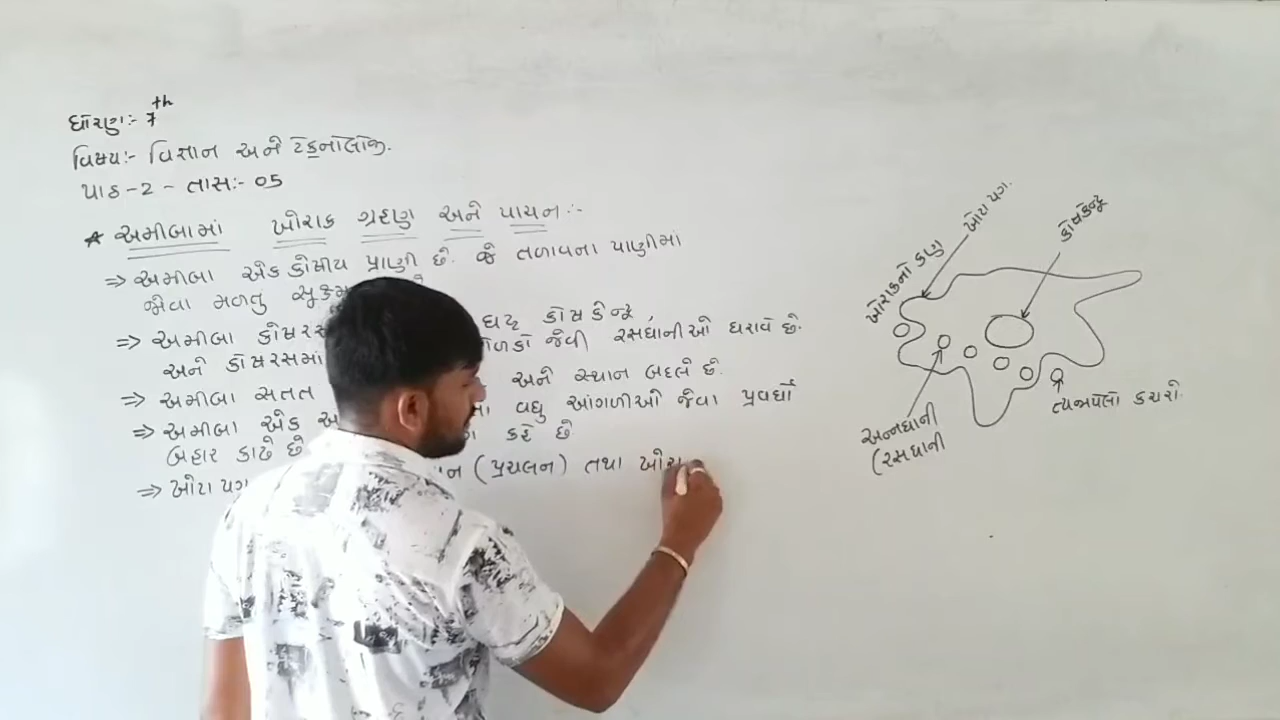 ધોરણ:- 7th
વિષય:- વિજ્ઞાન અને ટેકનોલોજી.
પાઠ-2 - તાસ:- 05
* અમીબામાં ખોરાક ગ્રહણ અને પાચન :-
⇒ અમીબા એક કોષીય પ્રાણી છે. જે તળાવના પાણીમાં
જોવા મળતુ સૂક્ષ્મ
⇒ અમીબા કોષરસ ઘટ્ટ કોષકેન્દ્ર
અને કોષરસમાં જેવી રસધાનીઓ ધરાવે છે.
⇒ અમીબા સતત અને સ્થાન બદલે છે.
⇒ અમીબા એક વધુ આંગળીઓ જેવા પ્રવર્ધો
બહાર કાઢે છે કહે છે
⇒ ખોટા પગ (પ્રચલન) તથા
ખોટા પગ.
કોષકેન્દ્ર
ખોરાકનો કણ
અન્નધાની
(રસધાની
ત્યજાયેલો કચરો.